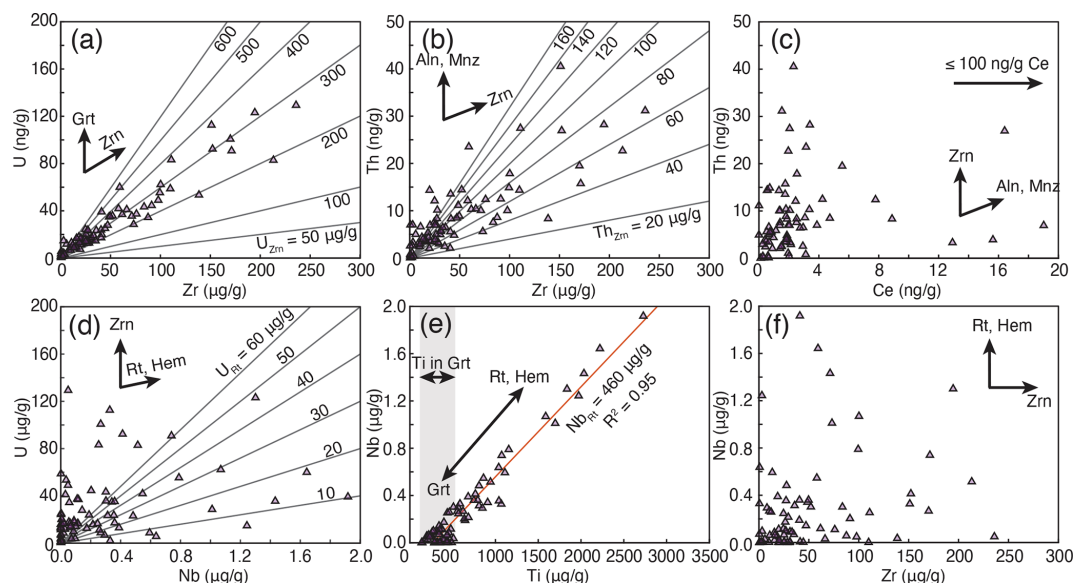 (a)
200
160
120
80
40
0
U (ng/g)
0
50
100
150
200
250
300
Zr (µg/g)
Grt
Zrn
600
500
400
300
200
100
U_Zrn = 50 µg/g
(b)
50
40
30
20
10
0
Th (ng/g)
0
50
100
150
200
250
300
Zr (µg/g)
Aln, Mnz
Zrn
160
140
120
100
80
60
40
Th_Zrn = 20 µg/g
(c)
50
40
30
20
10
0
Th (ng/g)
0
4
8
12
16
20
Ce (ng/g)
≤ 100 ng/g Ce
Zrn
Aln, Mnz
(d)
200
160
120
80
40
0
U (µg/g)
0.0
0.4
0.8
1.2
1.6
2.0
Nb (µg/g)
Zrn
Rt, Hem
U_Rt = 60 µg/g
50
40
30
20
10
(e)
2.0
1.6
1.2
0.8
0.4
0.0
Nb (µg/g)
0
500
1000
1500
2000
2500
3000
3500
Ti (µg/g)
Ti in Grt
Rt, Hem
Grt
Nb_Rt = 460 µg/g
R² = 0.95
(f)
2.0
1.6
1.2
0.8
0.4
0.0
Nb (µg/g)
0
50
100
150
200
250
300
Zr (µg/g)
Rt, Hem
Zrn